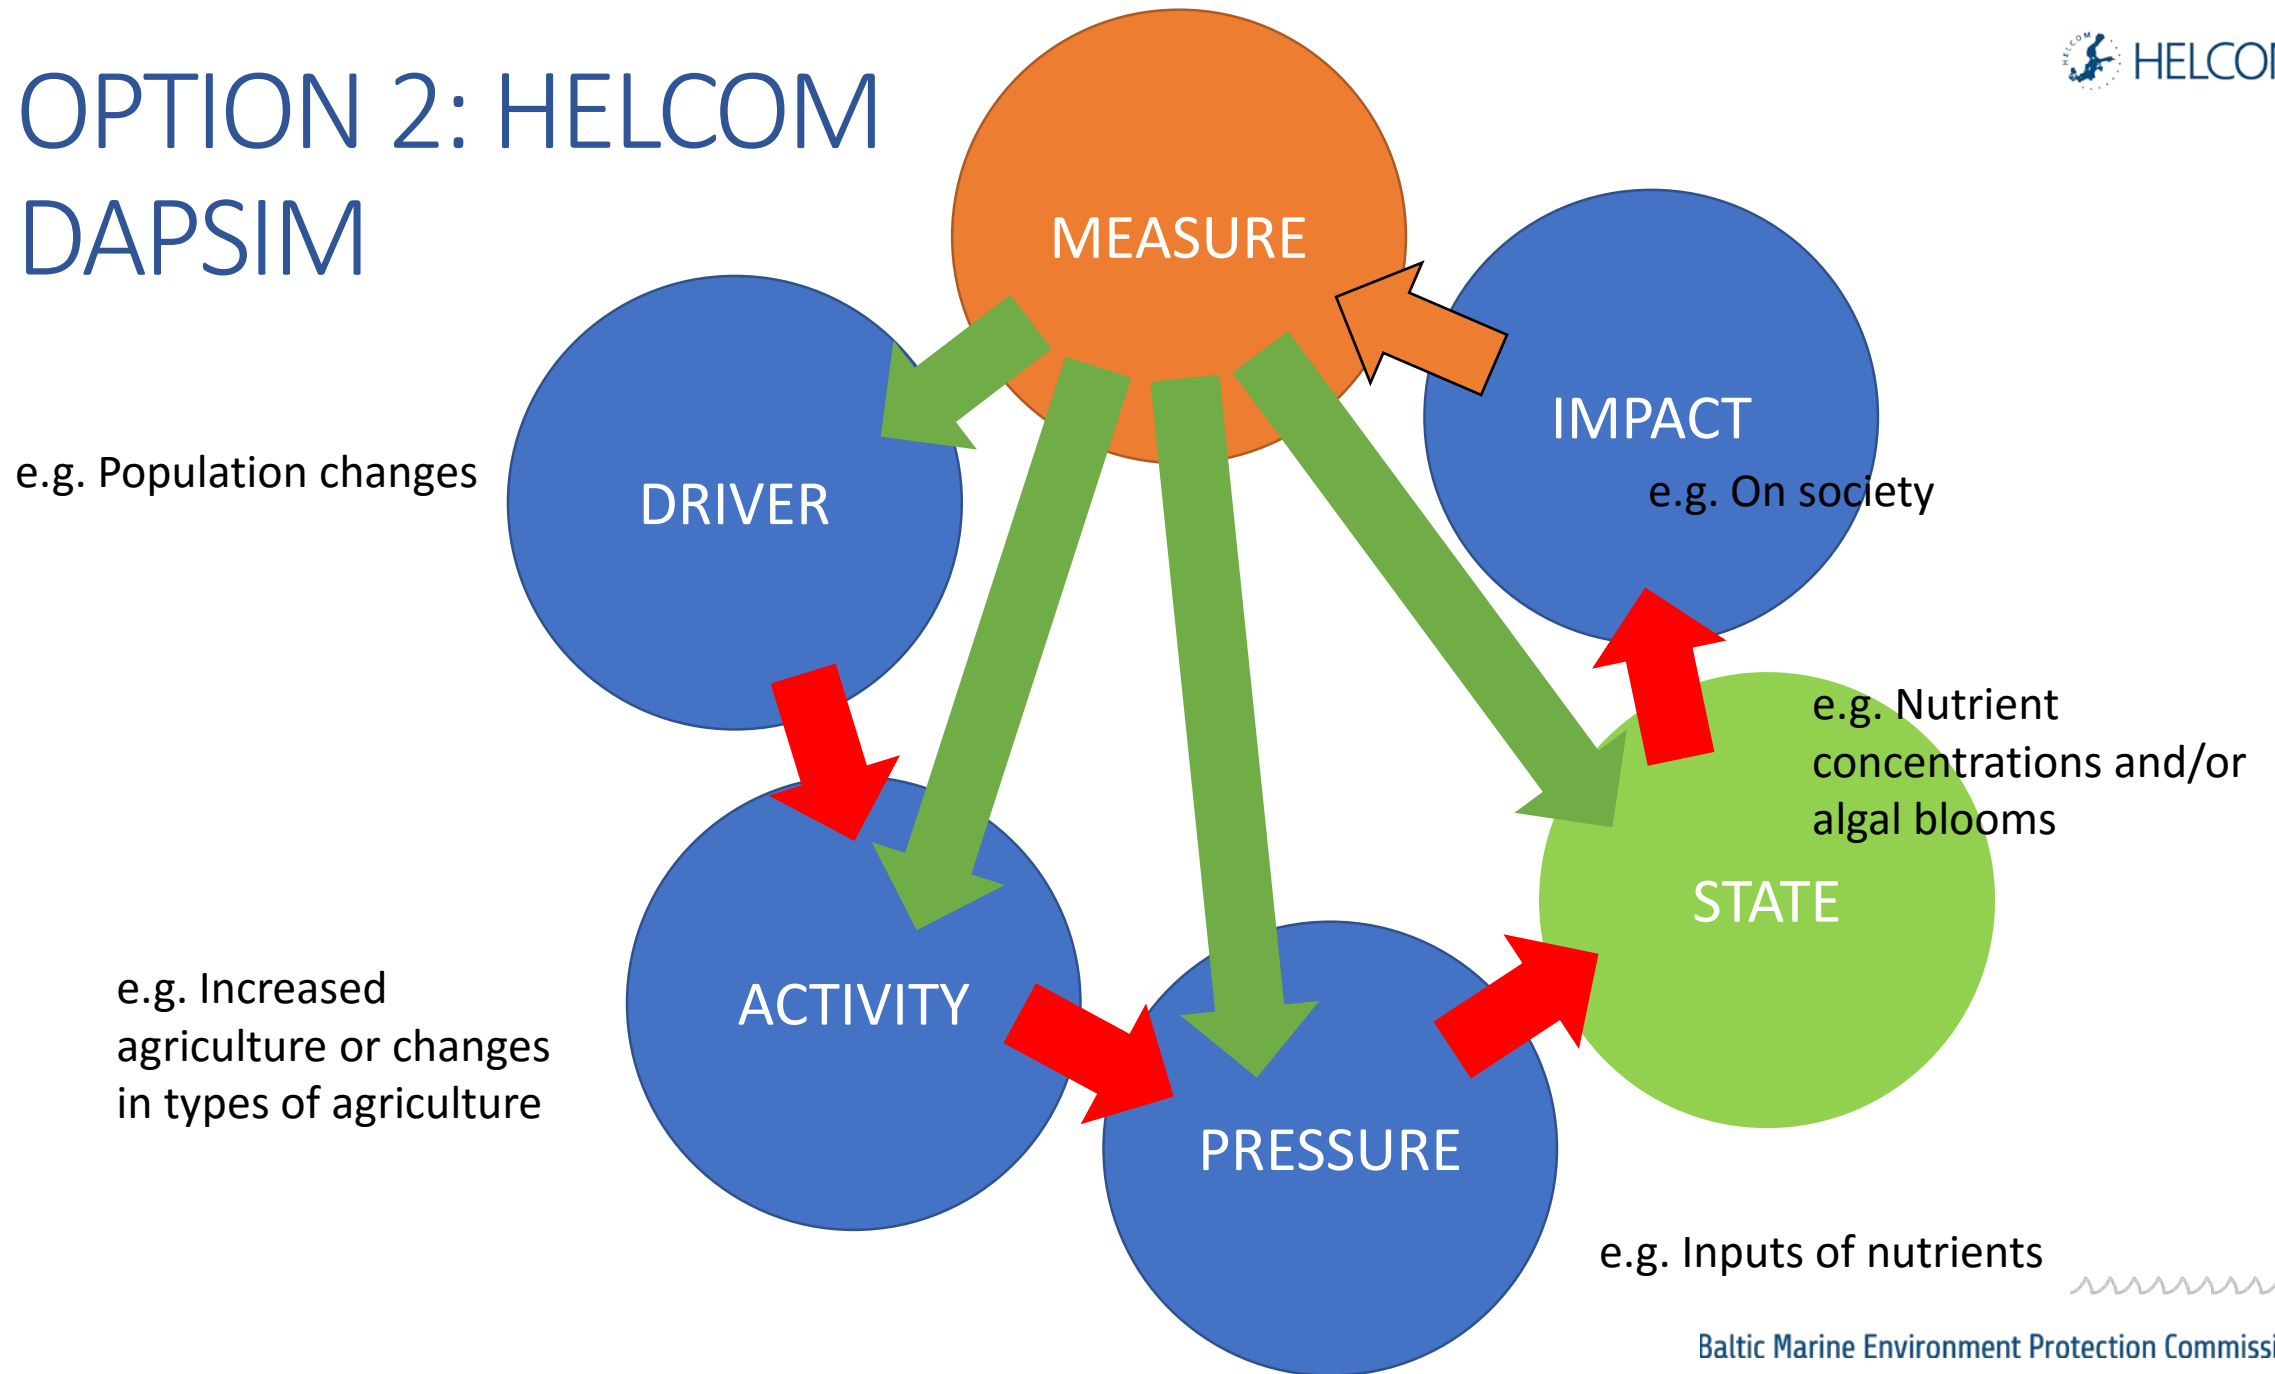 OPTION 2: HELCOM
DAPSIM
HELCOM
MEASURE
IMPACT
e.g. On society
e.g. Population changes
DRIVER
e.g. Nutrient
concentrations and/or
algal blooms
STATE
e.g. Increased
agriculture or changes
in types of agriculture
ACTIVITY
PRESSURE
e.g. Inputs of nutrients
Baltic Marine Environment Protection Commissi